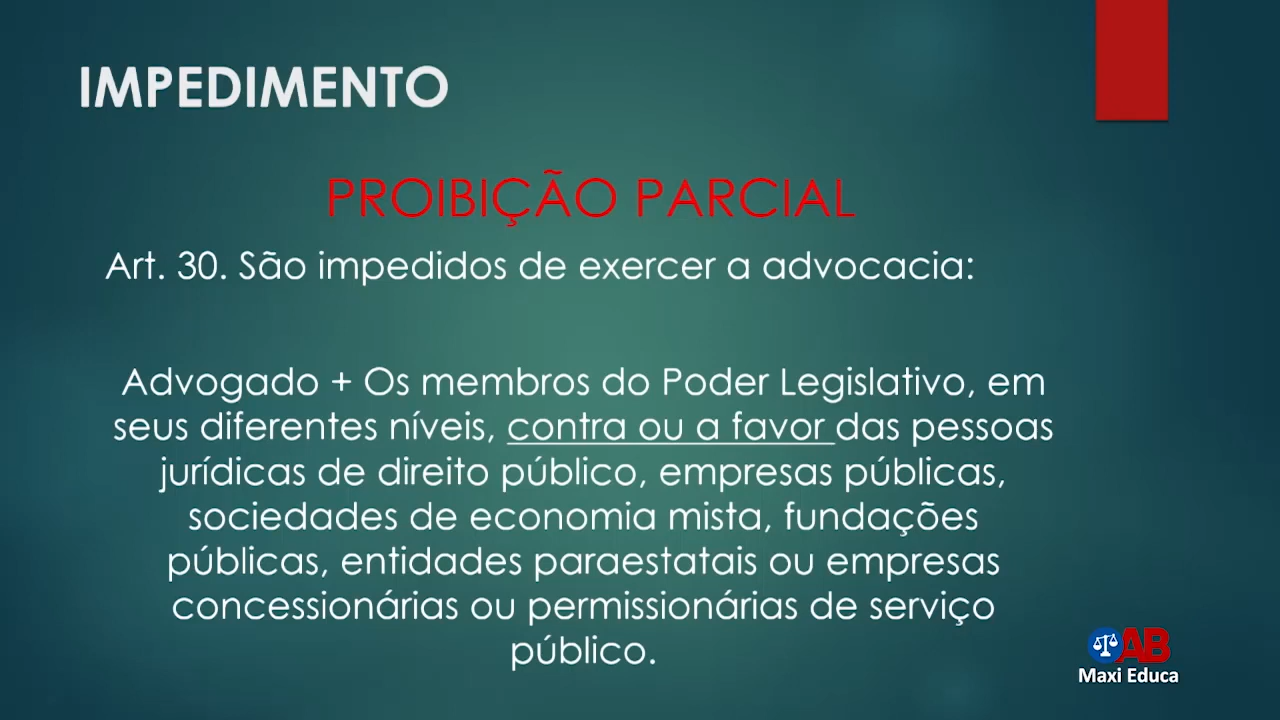 IMPEDIMENTO
PROIBIÇÃO PARCIAL
Art. 30. São impedidos de exercer a advocacia:
Advogado + Os membros do Poder Legislativo, em
seus diferentes níveis, contra ou a favor das pessoas
jurídicas de direito público, empresas públicas,
sociedades de economia mista, fundações
públicas, entidades paraestatais ou empresas
concessionárias ou permissionárias de serviço
público.
OAB
Maxi Educa